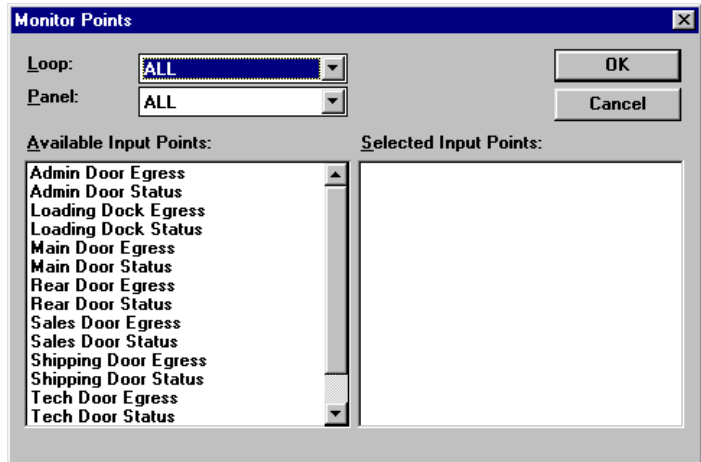 Monitor Points
Loop:
ALL
OK
Panel:
ALL
Cancel
Available Input Points:
Selected Input Points:
Admin Door Egress
Admin Door Status
Loading Dock Egress
Loading Dock Status
Main Door Egress
Main Door Status
Rear Door Egress
Rear Door Status
Sales Door Egress
Sales Door Status
Shipping Door Egress
Shipping Door Status
Tech Door Egress
Tech Door Status